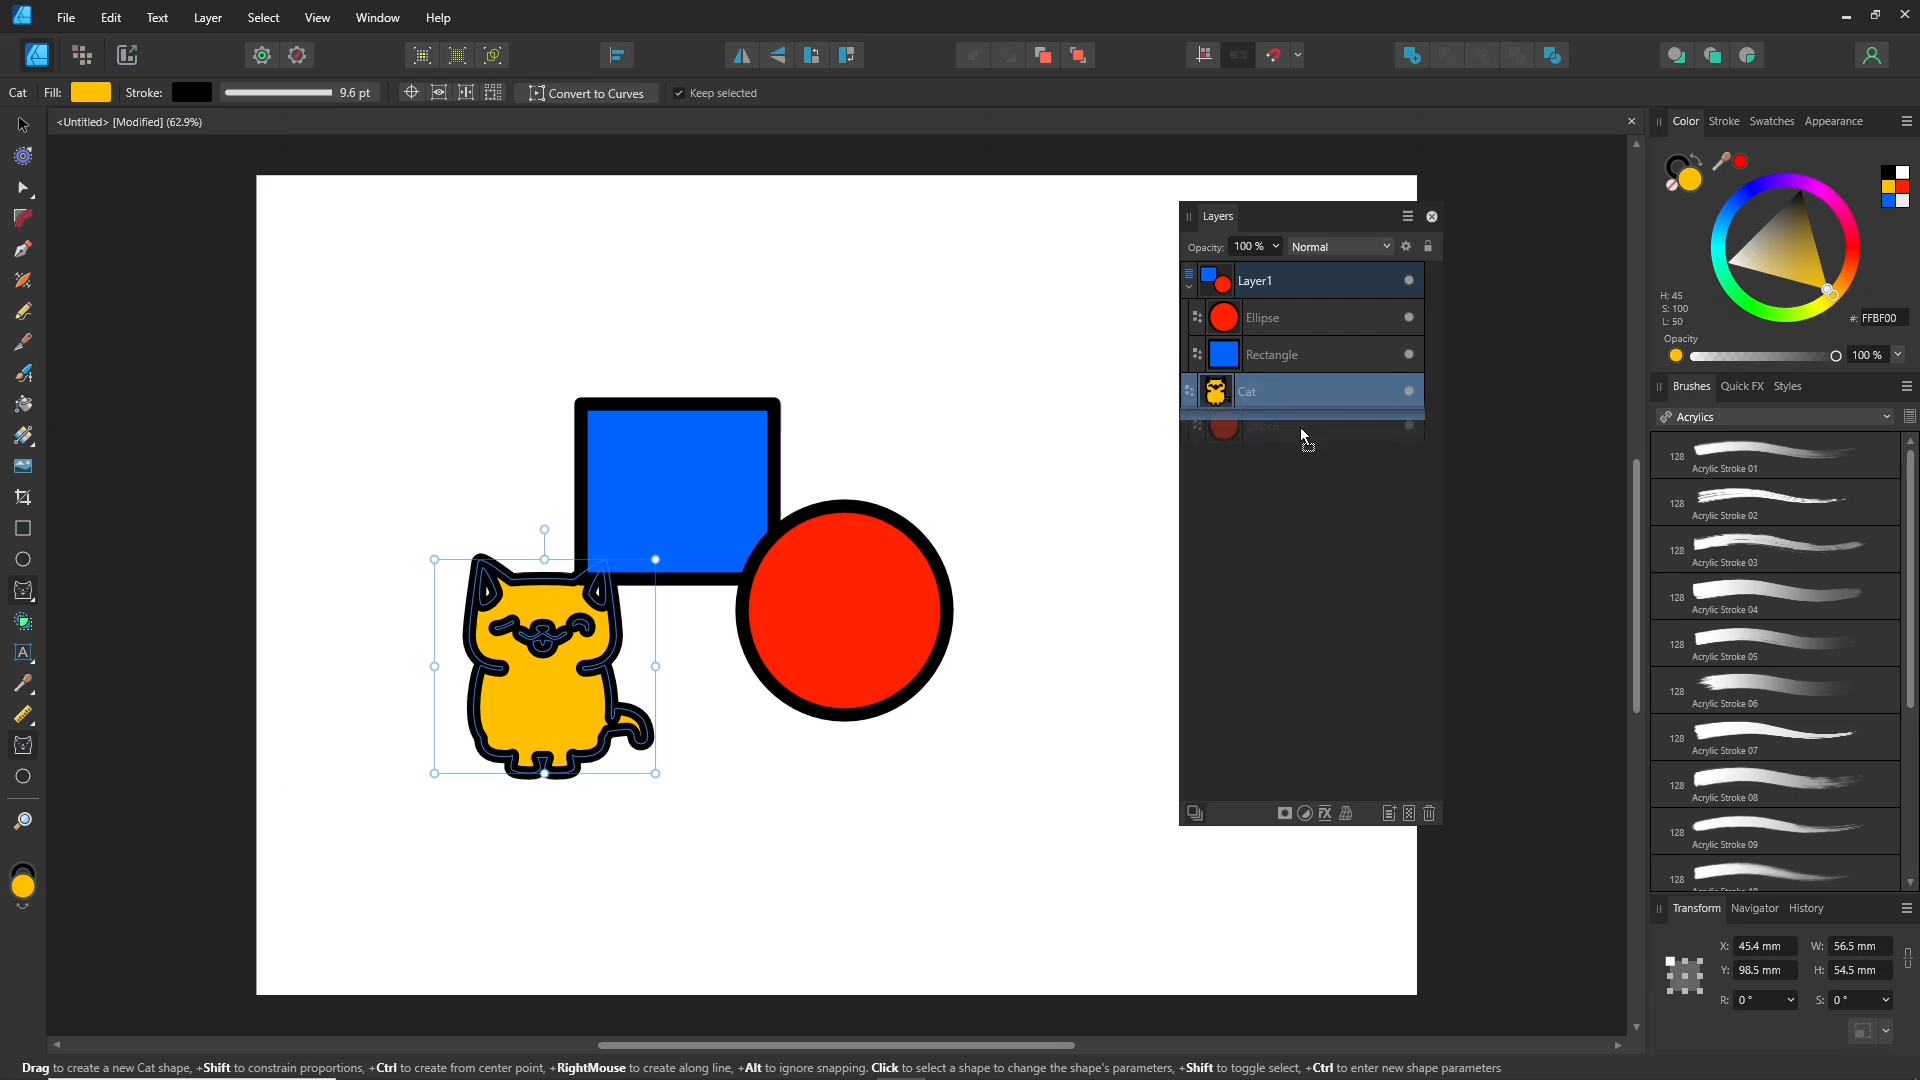 File Edit Text Layer Select View Window Help
Cat Fill: Stroke: 9.6 pt Convert to Curves Keep selected
<Untitled> [Modified] (62.9%)
Color Stroke Swatches Appearance
H: 45
S: 100
L: 50
#: FFBF00
Opacity
100 %
Brushes Quick FX Styles
Acrylics
128 Acrylic Stroke 01
128 Acrylic Stroke 02
128 Acrylic Stroke 03
128 Acrylic Stroke 04
128 Acrylic Stroke 05
128 Acrylic Stroke 06
128 Acrylic Stroke 07
128 Acrylic Stroke 08
128 Acrylic Stroke 09
128
Layers
Opacity: 100 % Normal
Layer1
Ellipse
Rectangle
Cat
Transform Navigator History
X: 45.4 mm W: 56.5 mm
Y: 98.5 mm H: 54.5 mm
R: 0° S: 0°
Drag to create a new Cat shape, +Shift to constrain proportions, +Ctrl to create from center point, +RightMouse to create along line, +Alt to ignore snapping. Click to select a shape to change the shape's parameters, +Shift to toggle select, +Ctrl to enter new shape parameters